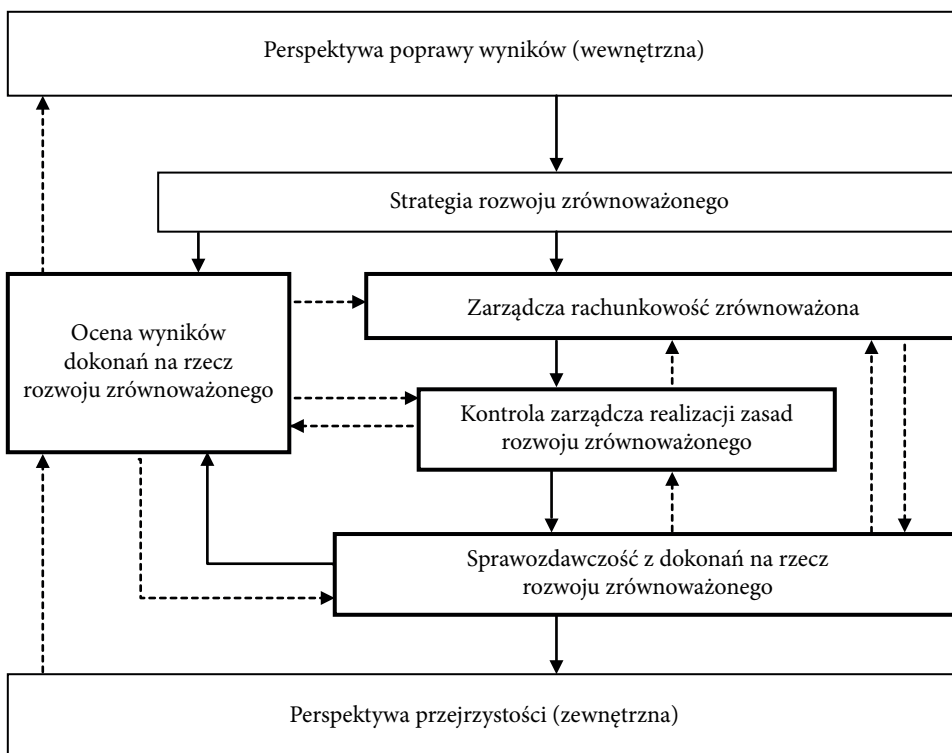 Perspektywa poprawy wyników (wewnętrzna)
Strategia rozwoju zrównoważonego
Ocena wyników
dokonań na rzecz
rozwoju zrównoważonego
Zarządcza rachunkowość zrównoważona
Kontrola zarządcza realizacji zasad
rozwoju zrównoważonego
Sprawozdawczość z dokonań na rzecz
rozwoju zrównoważonego
Perspektywa przejrzystości (zewnętrzna)